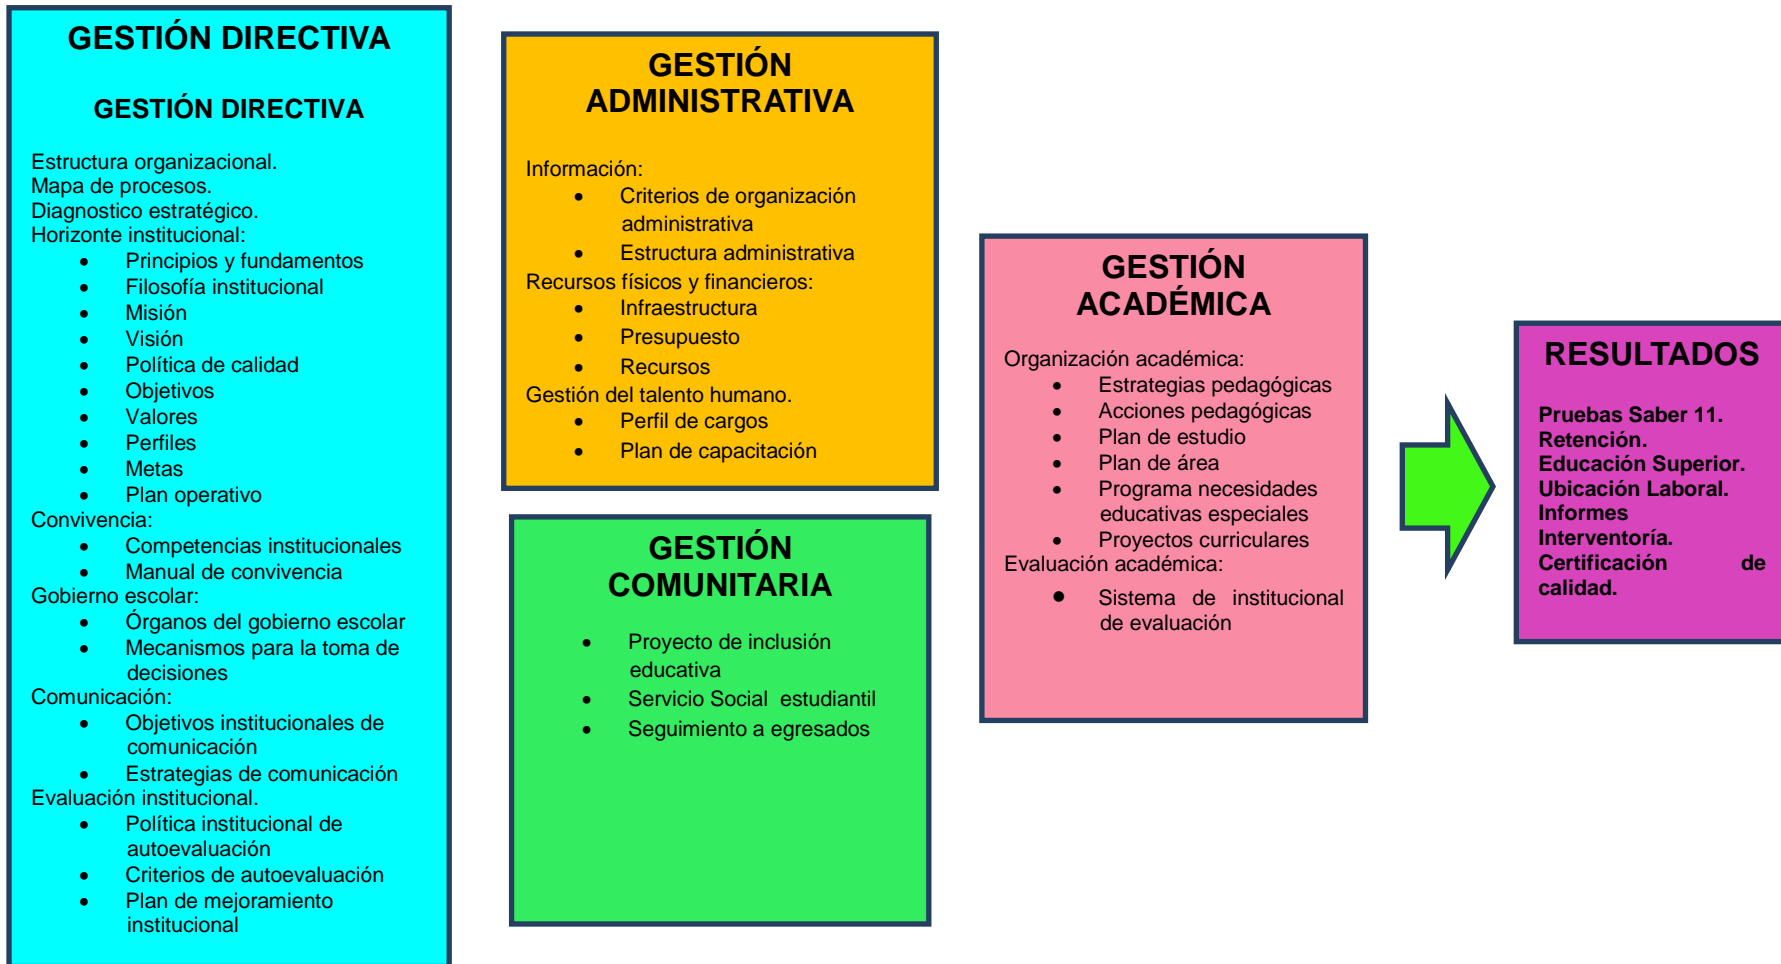 GESTIÓN DIRECTIVA
GESTIÓN DIRECTIVA
Estructura organizacional.
Mapa de procesos.
Diagnostico estratégico.
Horizonte institucional:
• Principios y fundamentos
• Filosofía institucional
• Misión
• Visión
• Política de calidad
• Objetivos
• Valores
• Perfiles
• Metas
• Plan operativo
Convivencia:
• Competencias institucionales
• Manual de convivencia
Gobierno escolar:
• Órganos del gobierno escolar
• Mecanismos para la toma de
decisiones
Comunicación:
• Objetivos institucionales de
comunicación
• Estrategias de comunicación
Evaluación institucional.
• Política institucional de
autoevaluación
• Criterios de autoevaluación
• Plan de mejoramiento
institucional
GESTIÓN
ADMINISTRATIVA
Información:
• Criterios de organización
administrativa
• Estructura administrativa
Recursos físicos y financieros:
• Infraestructura
• Presupuesto
• Recursos
Gestión del talento humano.
• Perfil de cargos
• Plan de capacitación
GESTIÓN
COMUNITARIA
• Proyecto de inclusión
educativa
• Servicio Social estudiantil
• Seguimiento a egresados
GESTIÓN
ACADÉMICA
Organización académica:
• Estrategias pedagógicas
• Acciones pedagógicas
• Plan de estudio
• Plan de área
• Programa necesidades
educativas especiales
• Proyectos curriculares
Evaluación académica:
• Sistema de institucional
de evaluación
RESULTADOS
Pruebas Saber 11.
Retención.
Educación Superior.
Ubicación Laboral.
Informes
Interventoría.
Certificación de
calidad.